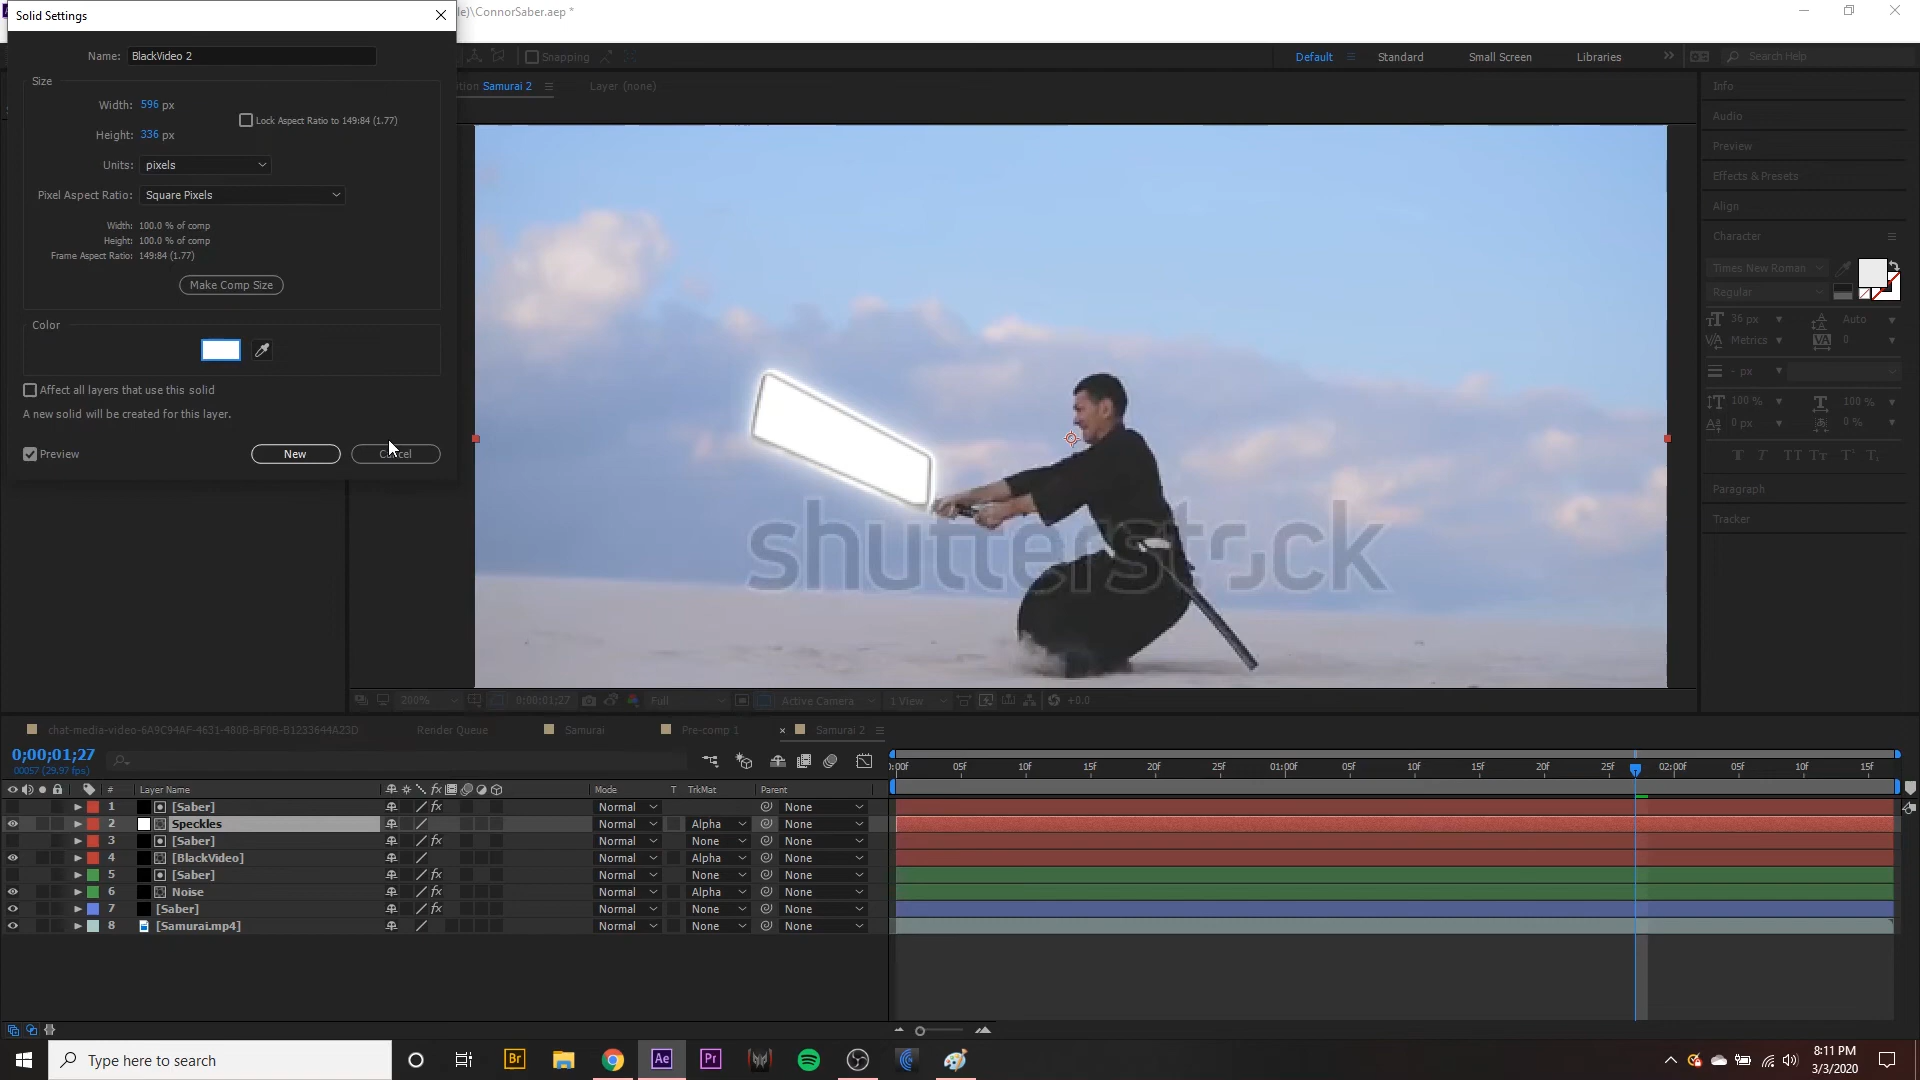 Solid Settings
le)\ConnorSaber.aep *
Name: BlackVideo 2
Snapping
Default
Standard
Small Screen
Libraries
Search Help
Size
Width: 596 px
Height: 336 px
Lock Aspect Ratio to 149:84 (1.77)
Units: pixels
Pixel Aspect Ratio: Square Pixels
Width: 100.0 % of comp
Height: 100.0 % of comp
Frame Aspect Ratio: 149:84 (1.77)
Make Comp Size
Color
Affect all layers that use this solid
A new solid will be created for this layer.
Preview
New
tion Samurai 2
Layer (none)
shutterstock
200%
0;00;01;27
Full
Active Camera
1 View
+0.0
Info
Audio
Preview
Effects & Presets
Align
Character
Times New Roman
Regular
36 px
Auto
Metrics
0
- px
100 %
100 %
0 px
0 %
Paragraph
Tracker
chat-media-video-6A9C94AF-4631-480B-BF0B-B1233644A23D
Render Queue
Samurai
Pre-comp 1
Samurai 2
0;00;01;27
00057 (29.97 fps)
# Layer Name Mode T TrkMat Parent
1 [Saber] Normal None
2 Speckles Normal Alpha None
3 [Saber] Normal None None
4 [BlackVideo] Normal Alpha None
5 [Saber] Normal None None
6 Noise Normal Alpha None
7 [Saber] Normal None None
8 [Samurai.mp4] Normal None None
:00f 05f 10f 15f 20f 25f 01:00f 05f 10f 15f 20f 25f 02:00f 05f 10f 15f
Type here to search
Br
Ae
Pr
8:11 PM
3/3/2020